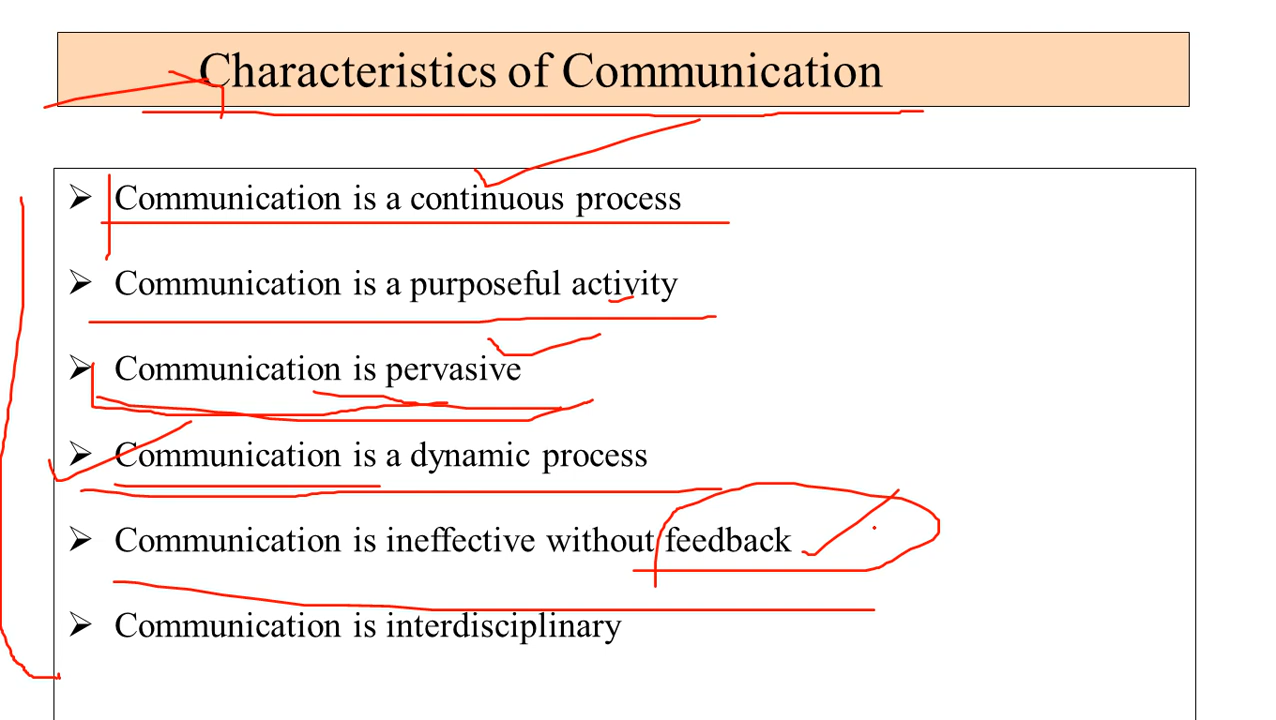 Characteristics of Communication
➢ Communication is a continuous process
➢ Communication is a purposeful activity
➢ Communication is pervasive
➢ Communication is a dynamic process
➢ Communication is ineffective without feedback
➢ Communication is interdisciplinary